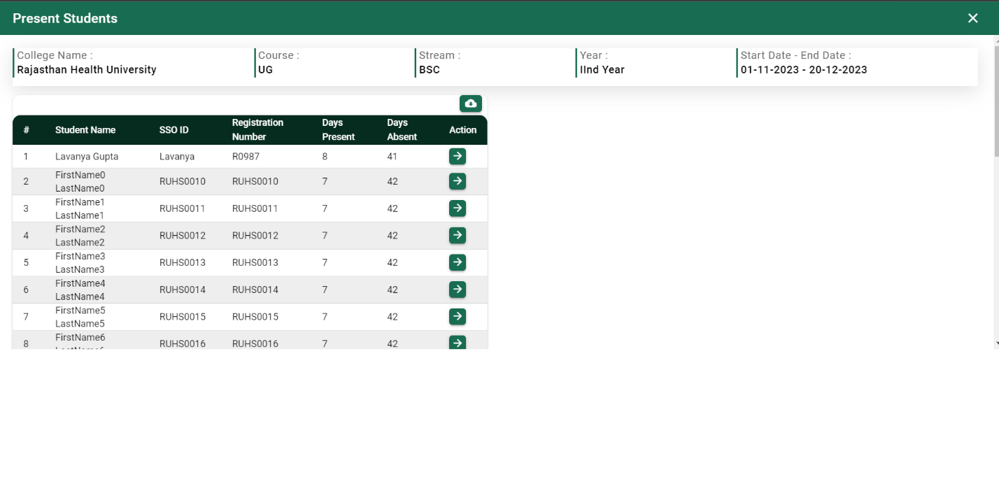 Present Students
College Name :
Rajasthan Health University
Course :
UG
Stream :
BSC
Year :
IInd Year
Start Date - End Date :
01-11-2023 - 20-12-2023
# Student Name SSO ID Registration Number Days Present Days Absent Action
1 Lavanya Gupta Lavanya R0987 8 41
2 FirstName0 LastName0 RUHS0010 RUHS0010 7 42
3 FirstName1 LastName1 RUHS0011 RUHS0011 7 42
4 FirstName2 LastName2 RUHS0012 RUHS0012 7 42
5 FirstName3 LastName3 RUHS0013 RUHS0013 7 42
6 FirstName4 LastName4 RUHS0014 RUHS0014 7 42
7 FirstName5 LastName5 RUHS0015 RUHS0015 7 42
8 FirstName6 RUHS0016 RUHS0016 7 42